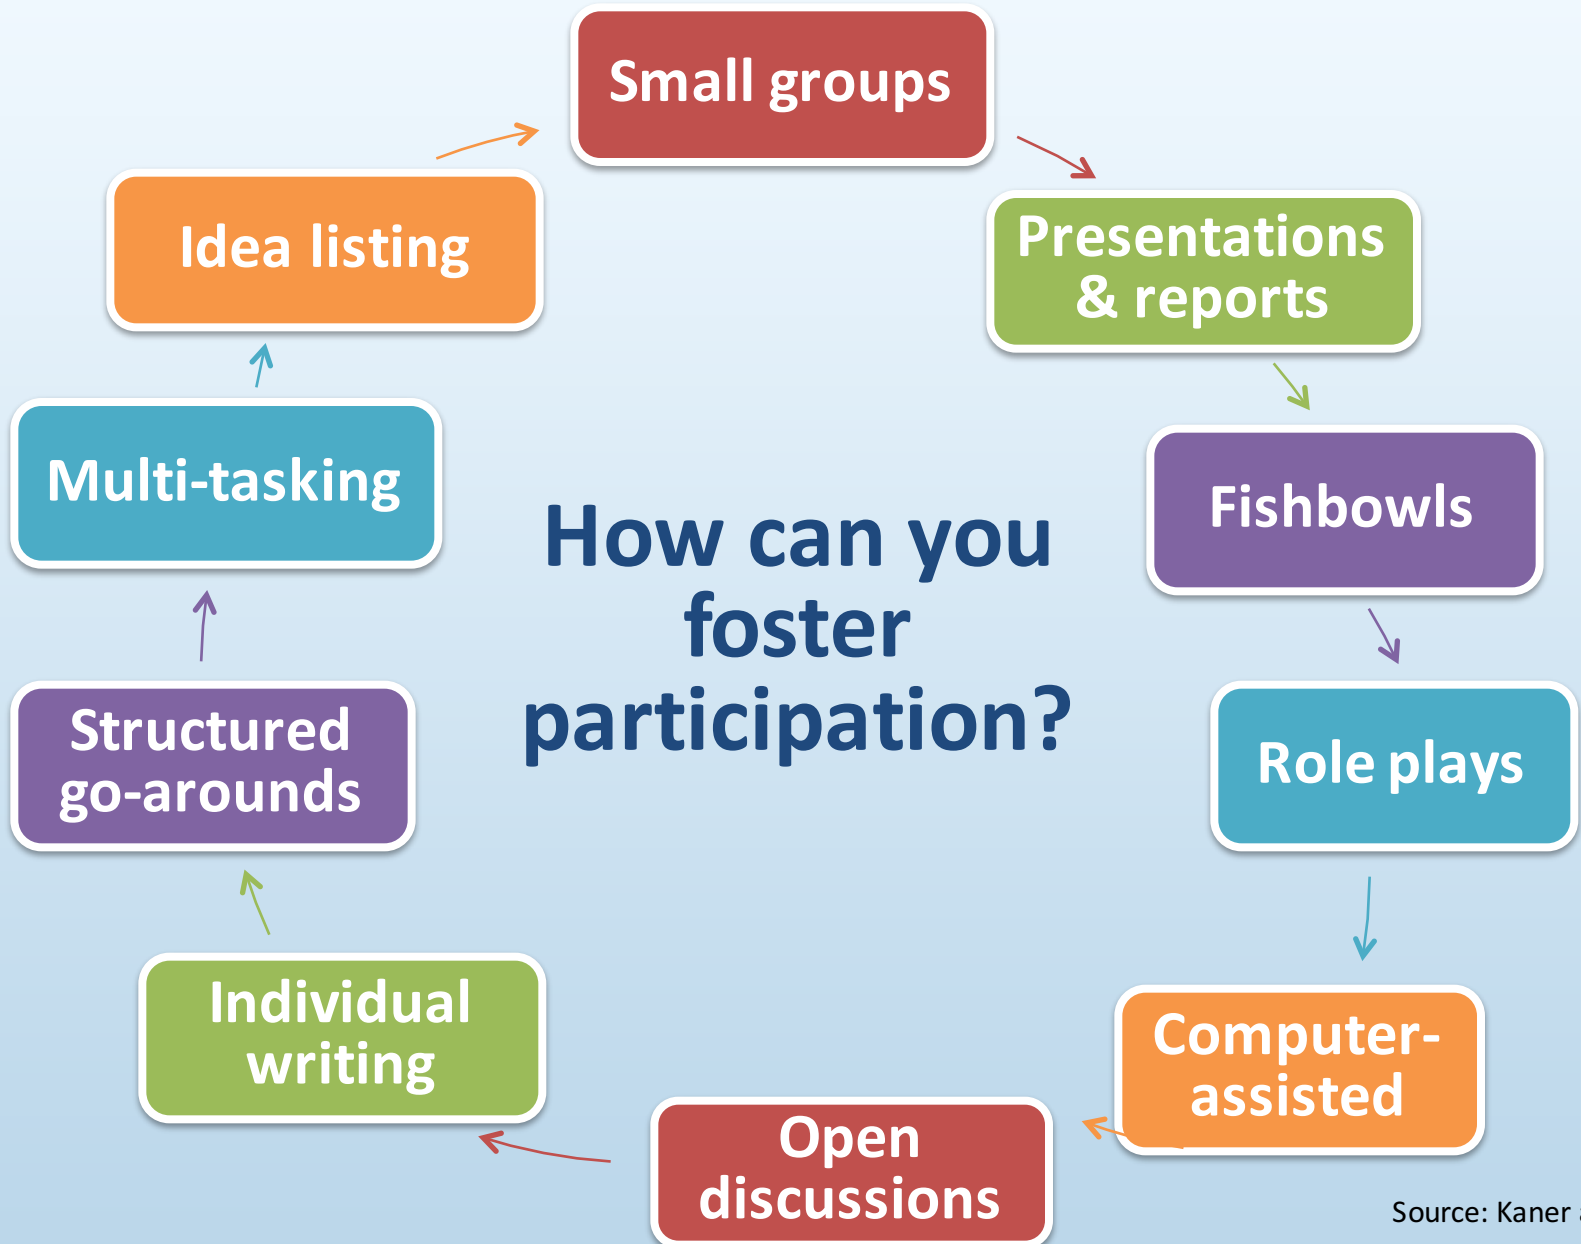 Small groups
Presentations
& reports
Fishbowls
Role plays
Computer-
assisted
Open
discussions
Individual
writing
Structured
go-arounds
Multi-tasking
Idea listing
How can you
foster
participation?
Source: Kaner